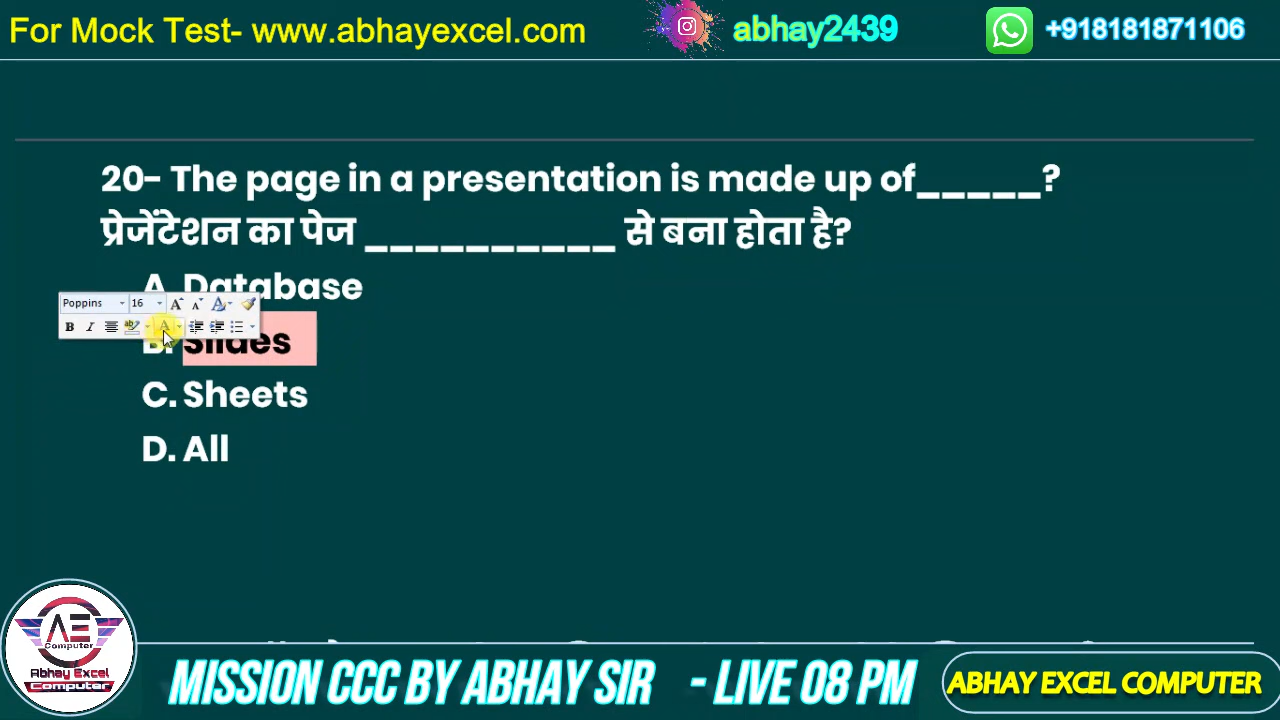 For Mock Test- www.abhayexcel.com
abhay2439
+918181871106
20- The page in a presentation is made up of_____?
प्रेजेंटेशन का पेज __________ से बना होता है?
A. Database
Poppins 16
B. Slides
C. Sheets
D. All
AE
Computer
Abhay Excel
Computer
MISSION CCC BY ABHAY SIR - LIVE 08 PM
ABHAY EXCEL COMPUTER